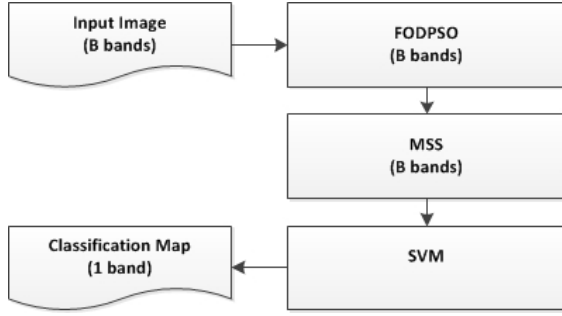 Input Image
(B bands)
FODPSO
(B bands)
MSS
(B bands)
Classification Map
(1 band)
SVM